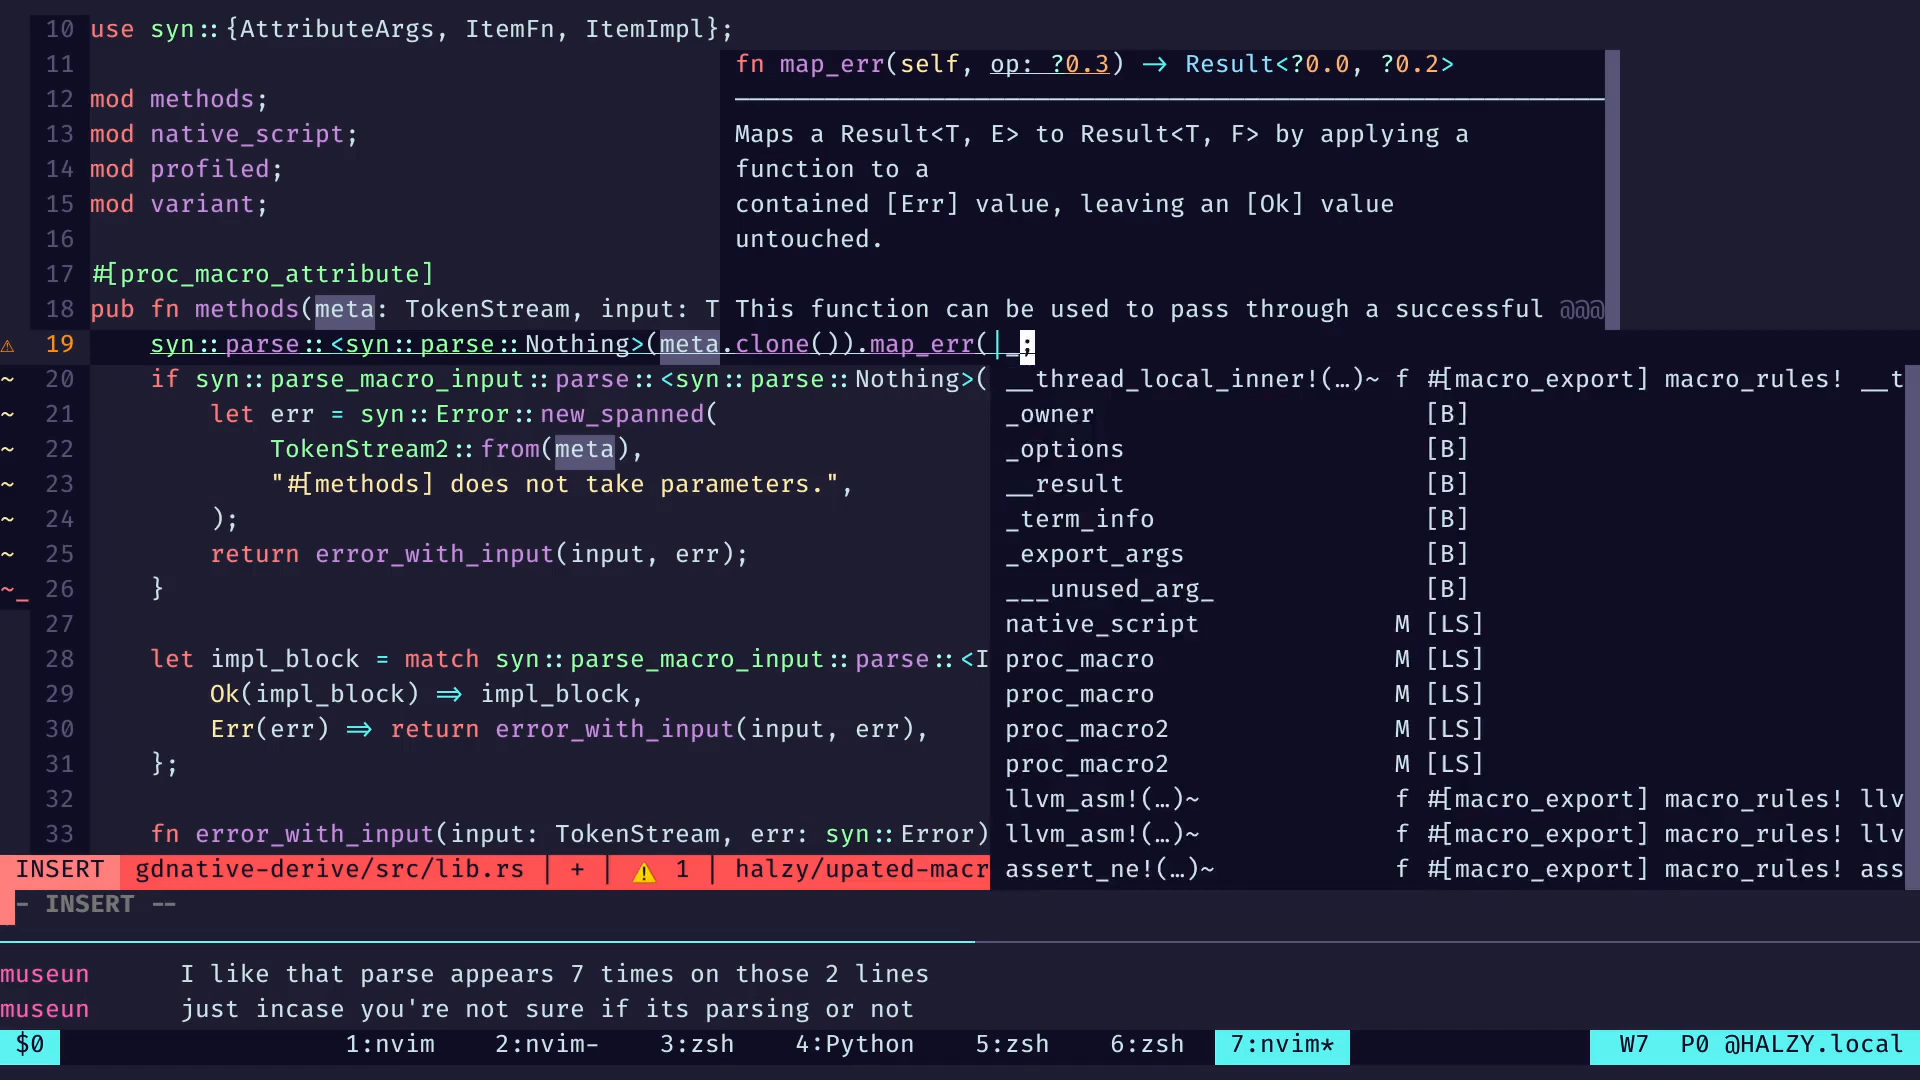 10 use syn::{AttributeArgs, ItemFn, ItemImpl};
11
fn map_err(self, op: ?0.3) -> Result<?0.0, ?0.2>
12 mod methods;
13 mod native_script;
Maps a Result<T, E> to Result<T, F> by applying a
14 mod profiled;
function to a
15 mod variant;
contained [Err] value, leaving an [Ok] value
16
untouched.
17 #[proc_macro_attribute]
18 pub fn methods(meta: TokenStream, input: T
This function can be used to pass through a successful @@@
⚠ 19 syn::parse::<syn::parse::Nothing>(meta.clone()).map_err(|_;
~ 20 if syn::parse_macro_input::parse::<syn::parse::Nothing>(
__thread_local_inner!(…)~ f #[macro_export] macro_rules! __t
~ 21 let err = syn::Error::new_spanned(
_owner [B]
~ 22 TokenStream2::from(meta),
_options [B]
~ 23 "#[methods] does not take parameters.",
__result [B]
~ 24 );
_term_info [B]
~ 25 return error_with_input(input, err);
_export_args [B]
~_ 26 }
___unused_arg_ [B]
27
native_script M [LS]
28 let impl_block = match syn::parse_macro_input::parse::<I
proc_macro M [LS]
29 Ok(impl_block) => impl_block,
proc_macro M [LS]
30 Err(err) => return error_with_input(input, err),
proc_macro2 M [LS]
31 };
proc_macro2 M [LS]
32
llvm_asm!(…)~ f #[macro_export] macro_rules! llv
33 fn error_with_input(input: TokenStream, err: syn::Error)
llvm_asm!(…)~ f #[macro_export] macro_rules! llv
INSERT gdnative-derive/src/lib.rs | + | ⚠ 1 | halzy/upated-macr
assert_ne!(…)~ f #[macro_export] macro_rules! ass
- INSERT --
museun I like that parse appears 7 times on those 2 lines
museun just incase you're not sure if its parsing or not
$0 1:nvim 2:nvim- 3:zsh 4:Python 5:zsh 6:zsh 7:nvim* W7 P0 @HALZY.local